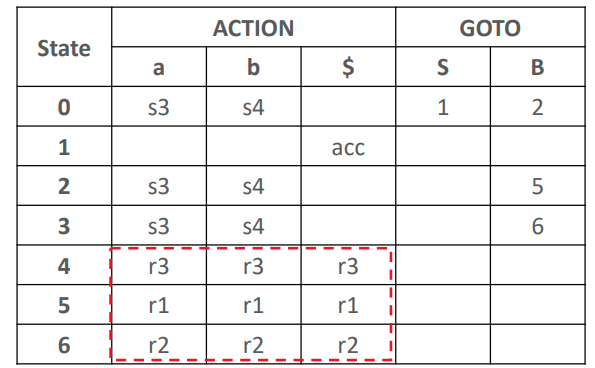 State ACTION GOTO
a b $ S B
0 s3 s4 1 2
1 acc
2 s3 s4 5
3 s3 s4 6
4 r3 r3 r3
5 r1 r1 r1
6 r2 r2 r2